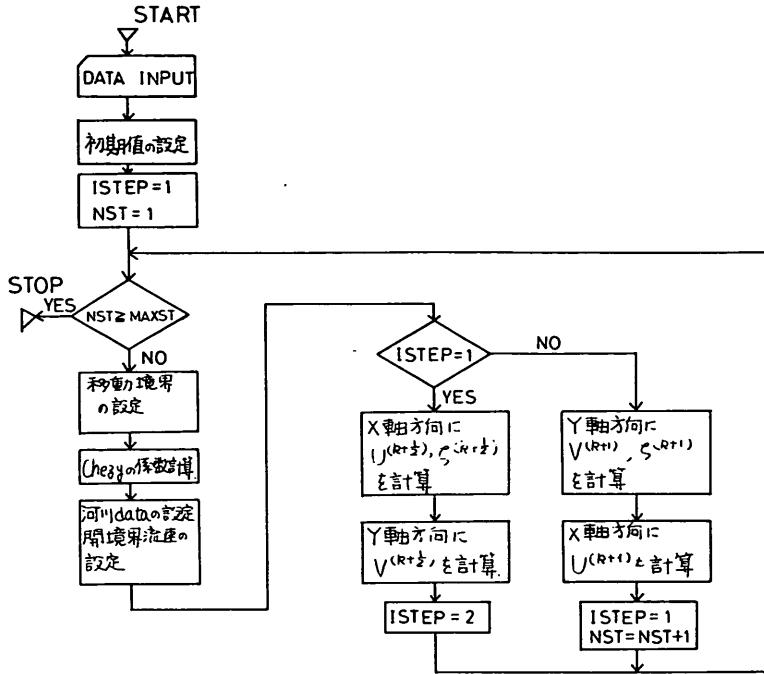 START
DATA INPUT
初期値の設定
ISTEP=1
NST=1
STOP
YES
NST≧MAXST
NO
移動境界
の設定
Chezyの係数計算
河川dataの設定
開境界流速の
設定
ISTEP=1
NO
YES
X軸方向に
U(k+½), ζ(k+½)
を計算
Y軸方向に
V(k+½)を計算.
ISTEP=2
Y軸方向に
V(k+1), ζ(k+1)
を計算
X軸方向に
U(k+1)を計算
ISTEP=1
NST=NST+1